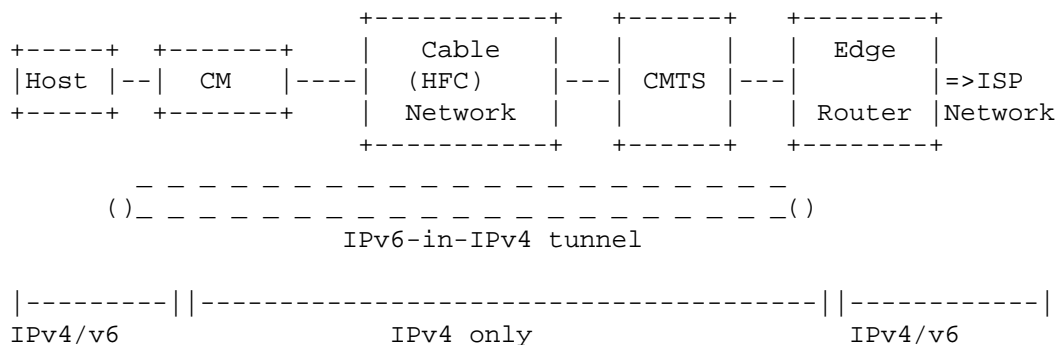 +-----------+   +------+   +--------+
+-----+  +-------+     |   Cable   |   |      |   |  Edge  |
|Host |--|  CM   |----|  (HFC)    |---| CMTS |---|        |=>ISP
+-----+  +-------+     |  Network  |   |      |   | Router |Network
                       +-----------+   +------+   +--------+
        _ _ _ _ _ _ _ _ _ _ _ _ _ _ _ _ _ _ _ _ _
      ()_ _ _ _ _ _ _ _ _ _ _ _ _ _ _ _ _ _ _ _ _()
                     IPv6-in-IPv4 tunnel
|---------||---------------------------------------||------------|
IPv4/v6                 IPv4 only                    IPv4/v6